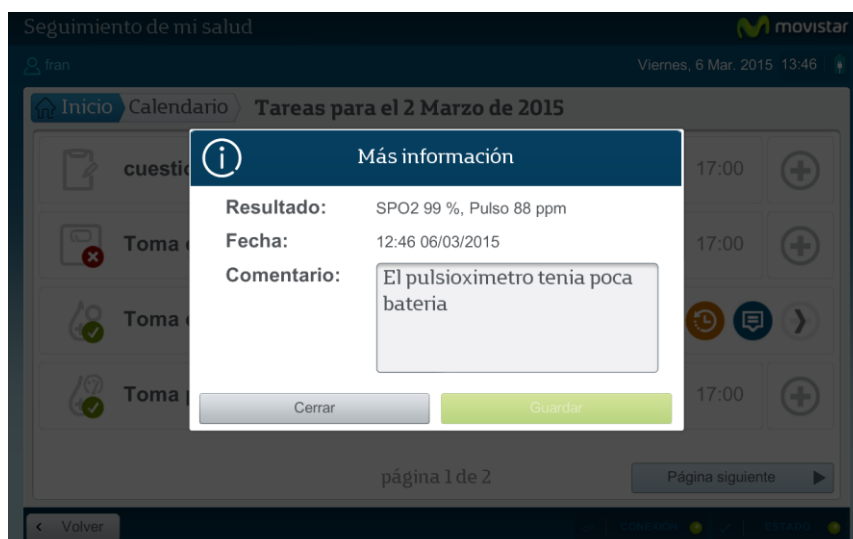 Seguimiento de mi salud
movistar
fran
Viernes, 6 Mar. 2015 13:46
Inicio Calendario Tareas para el 2 Marzo de 2015
17:00
Toma
17:00
Toma
Toma
17:00
Más información
Resultado: SPO2 99 %, Pulso 88 ppm
Fecha: 12:46 06/03/2015
Comentario: El pulsioximetro tenia poca
bateria
Cerrar Guardar
página 1 de 2
Página siguiente
Volver
CONEXIÓN ESTADO